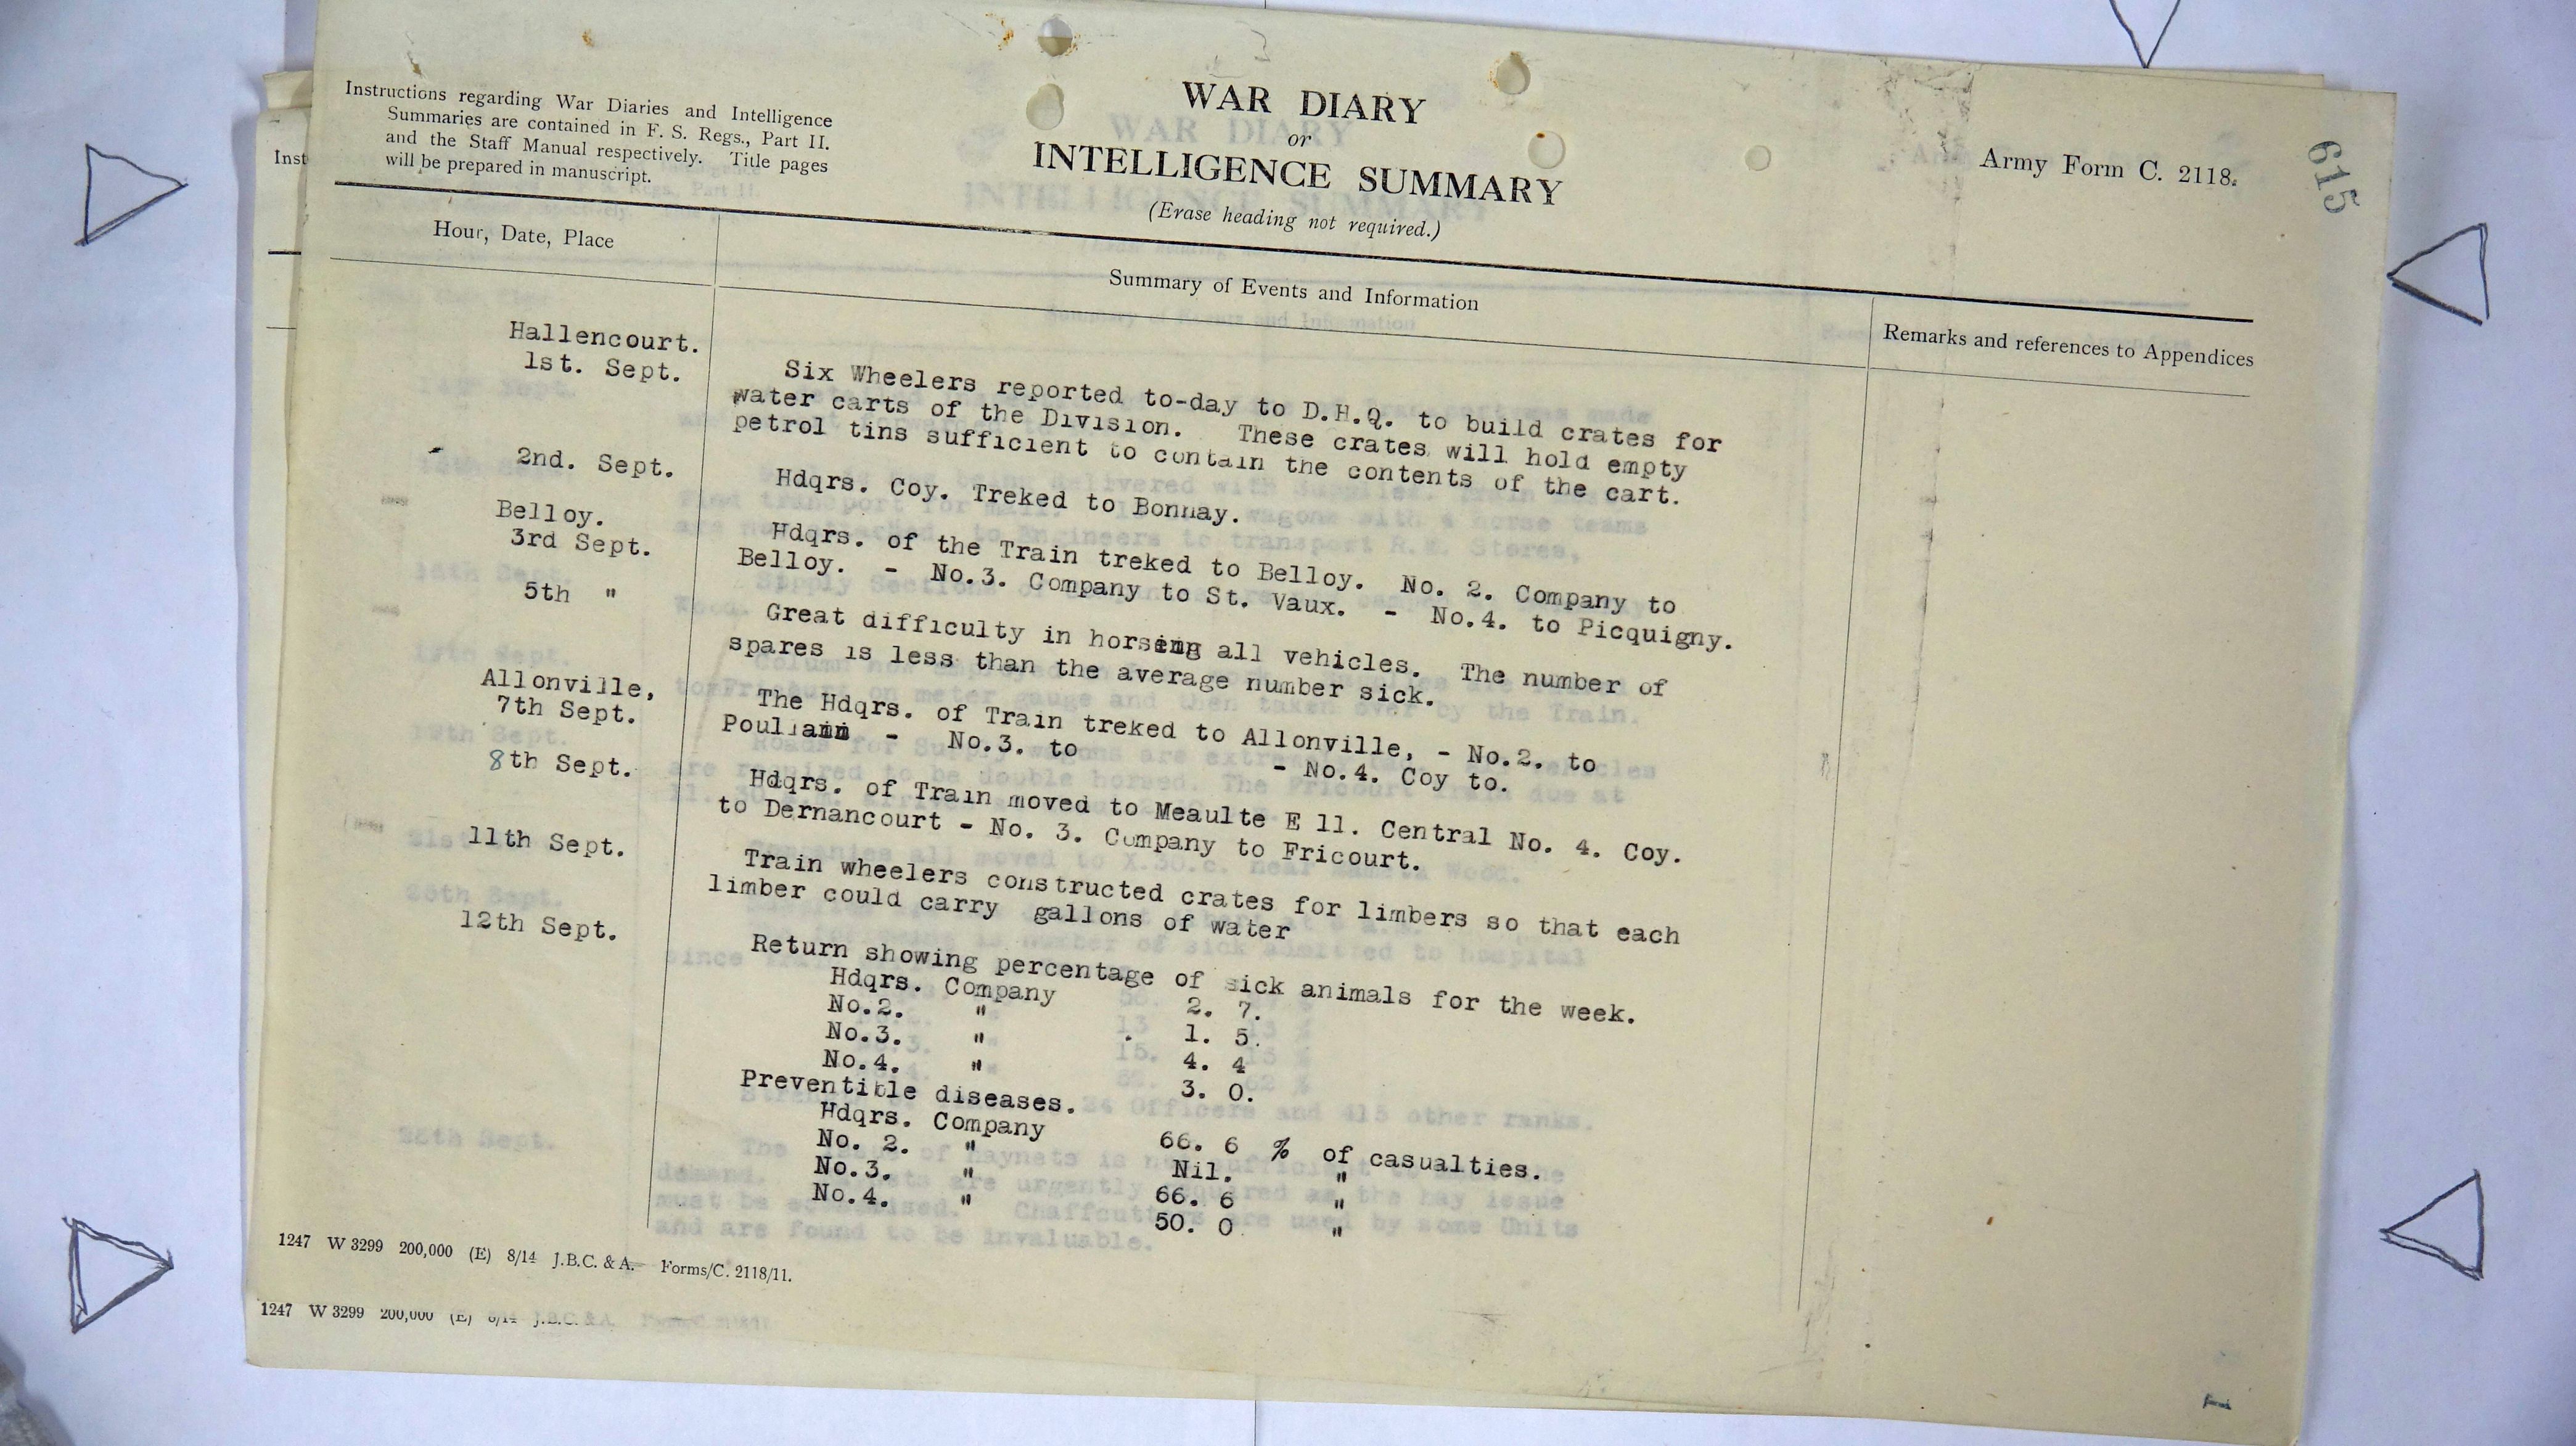 Instructions regarding War Diaries and Intelligence
Summaries are contained in F. S. Regs., Part II.
and the Staff Manual respectively. Title pages
will be prepared in manuscript.
WAR DIARY
or
INTELLIGENCE SUMMARY
(Erase heading not required.)
Army Form C. 2118.
615
Inst
Hour, Date, Place
Summary of Events and Information
Remarks and references to Appendices
Hallencourt.
1st. Sept.
Six Wheelers reported to-day to D.H.Q. to build crates for
water carts of the Division. These crates will hold empty
petrol tins sufficient to contain the contents of the cart.
2nd. Sept.
Hdqrs. Coy. Treked to Bonnay.
Belloy.
3rd Sept.
Hdqrs. of the Train treked to Belloy. No. 2. Company to
Belloy. - No.3. Company to St. Vaux. - No.4. to Picquigny.
5th "
Great difficulty in horsing all vehicles. The number of
spares is less than the average number sick.
Allonville,
7th Sept.
The Hdqrs. of Train treked to Allonville, - No.2. to
- No.3. to - No.4. Coy to.
8th Sept.
Hdqrs. of Train moved to Meaulte E 11. Central No. 4. Coy.
to Dernancourt - No. 3. Company to Fricourt.
11th Sept.
Train wheelers constructed crates for limbers so that each
limber could carry gallons of water
12th Sept.
Return showing percentage of sick animals for the week.
Hdqrs. Company 2. 7.
No.2. " 1. 5.
No.3. " 4. 4
No.4. " 3. 0.
Preventible diseases.
Hdqrs. Company 66. 6 % of casualties.
No. 2. " Nil. "
No.3. " 66. 6 "
No.4. " 50. 0 "
1247 W 3299 200,000 (E) 8/14 J.B.C. & A. Forms/C. 2118/11.
1247 W 3299 200,000 (E) 8/14 J.B.C. & A.